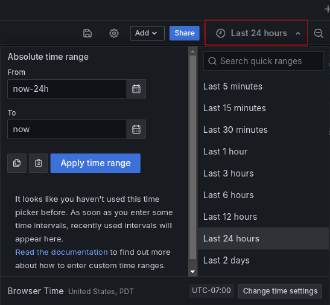 Add
Share
Last 24 hours
Absolute time range
From
now-24h
To
now
Apply time range
It looks like you haven't used this time
picker before. As soon as you enter some
time intervals, recently used intervals will
appear here.
Read the documentation to find out more
about how to enter custom time ranges.
Search quick ranges
Last 5 minutes
Last 15 minutes
Last 30 minutes
Last 1 hour
Last 3 hours
Last 6 hours
Last 12 hours
Last 24 hours
Last 2 days
Browser Time United States, PDT
UTC-07:00
Change time settings